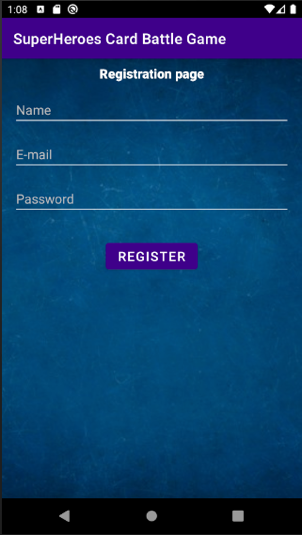 1:08
SuperHeroes Card Battle Game
Registration page
Name
E-mail
Password
REGISTER